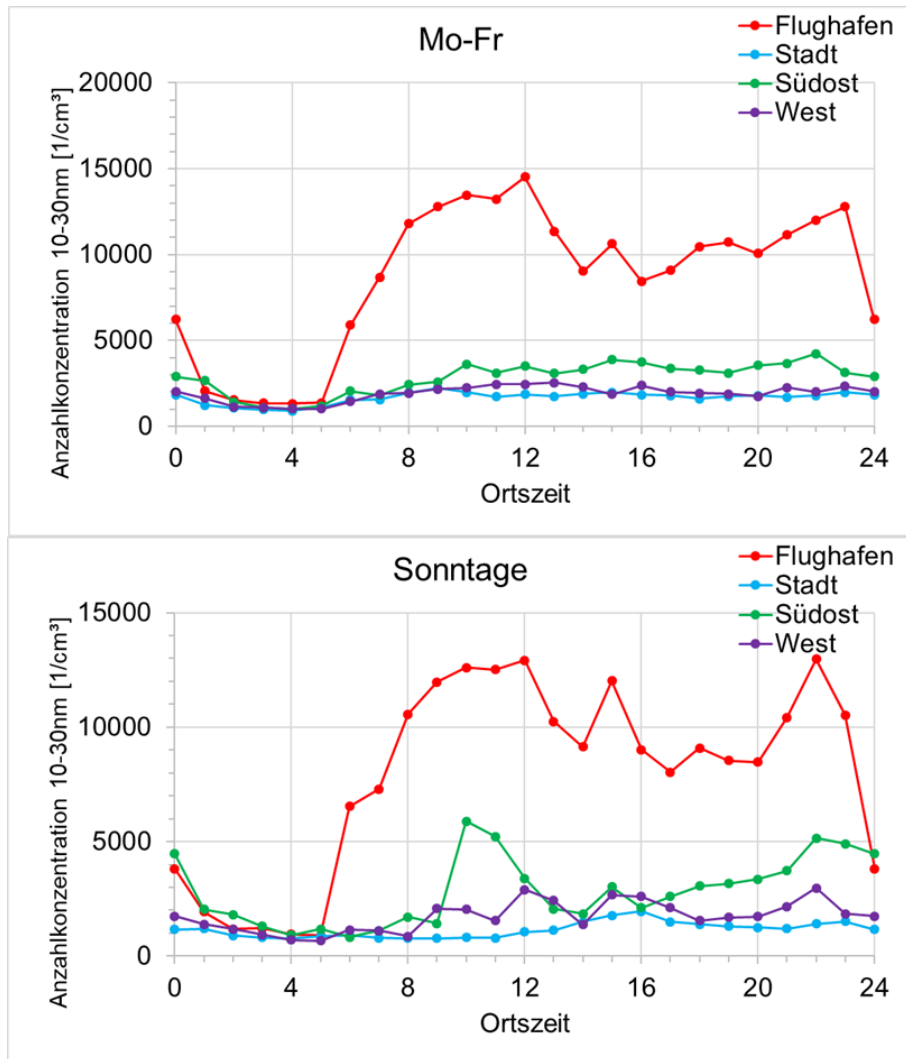 Mo-Fr
Flughafen
Stadt
Südost
West
Anzahlkonzentration 10-30nm [1/cm³]
20000
15000
10000
5000
0
0 4 8 12 16 20 24
Ortszeit
Sonntage
Flughafen
Stadt
Südost
West
Anzahlkonzentration 10-30nm [1/cm³]
15000
10000
5000
0
0 4 8 12 16 20 24
Ortszeit